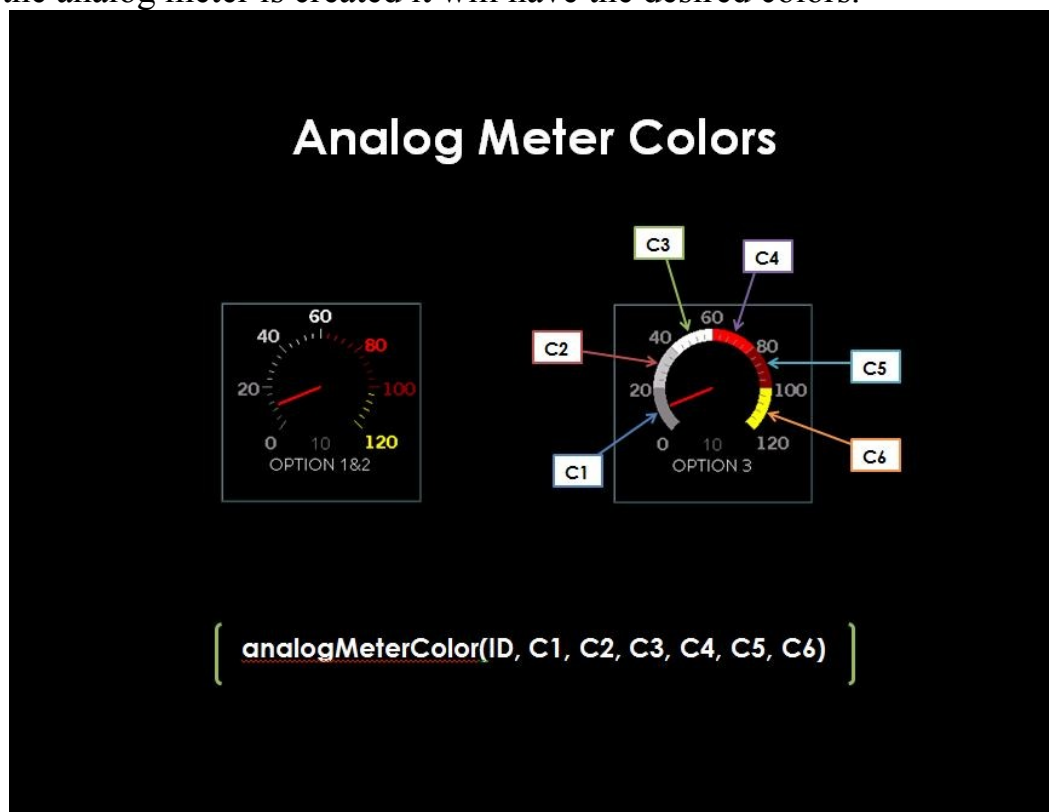 the analog meter is created it will have the desired colors.
Analog Meter Colors
60
40
80
20
100
0
10
120
OPTION 1&2
C3
C4
C2
C5
C1
C6
60
40
80
20
100
0
10
120
OPTION 3
analogMeterColor(ID, C1, C2, C3, C4, C5, C6)